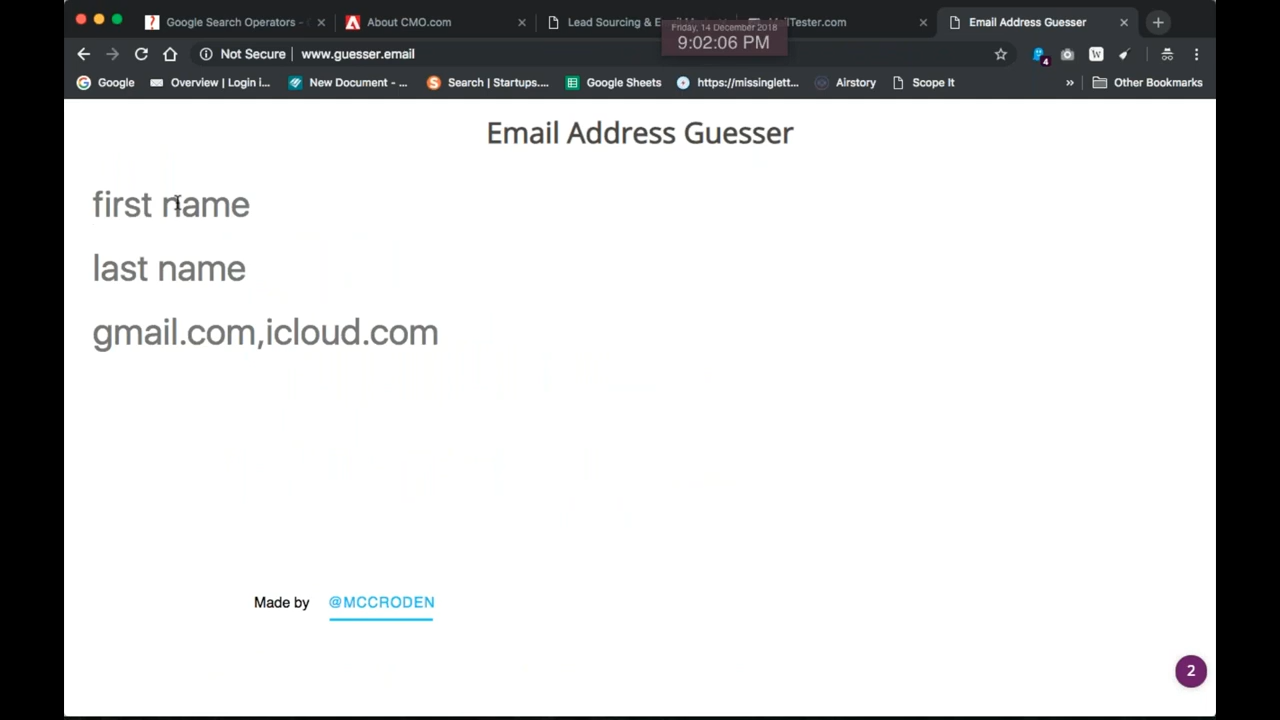 Google Search Operators -
About CMO.com
Lead Sourcing &
Tester.com
Email Address Guesser
Friday, 14 December 2018
9:02:06 PM
Not Secure | www.guesser.email
4
Google
Overview | Login i...
New Document - ...
Search | Startups....
Google Sheets
https://missinglett...
Airstory
Scope It
»
Other Bookmarks
Email Address Guesser
first name
last name
gmail.com,icloud.com
Made by @MCCRODEN
2